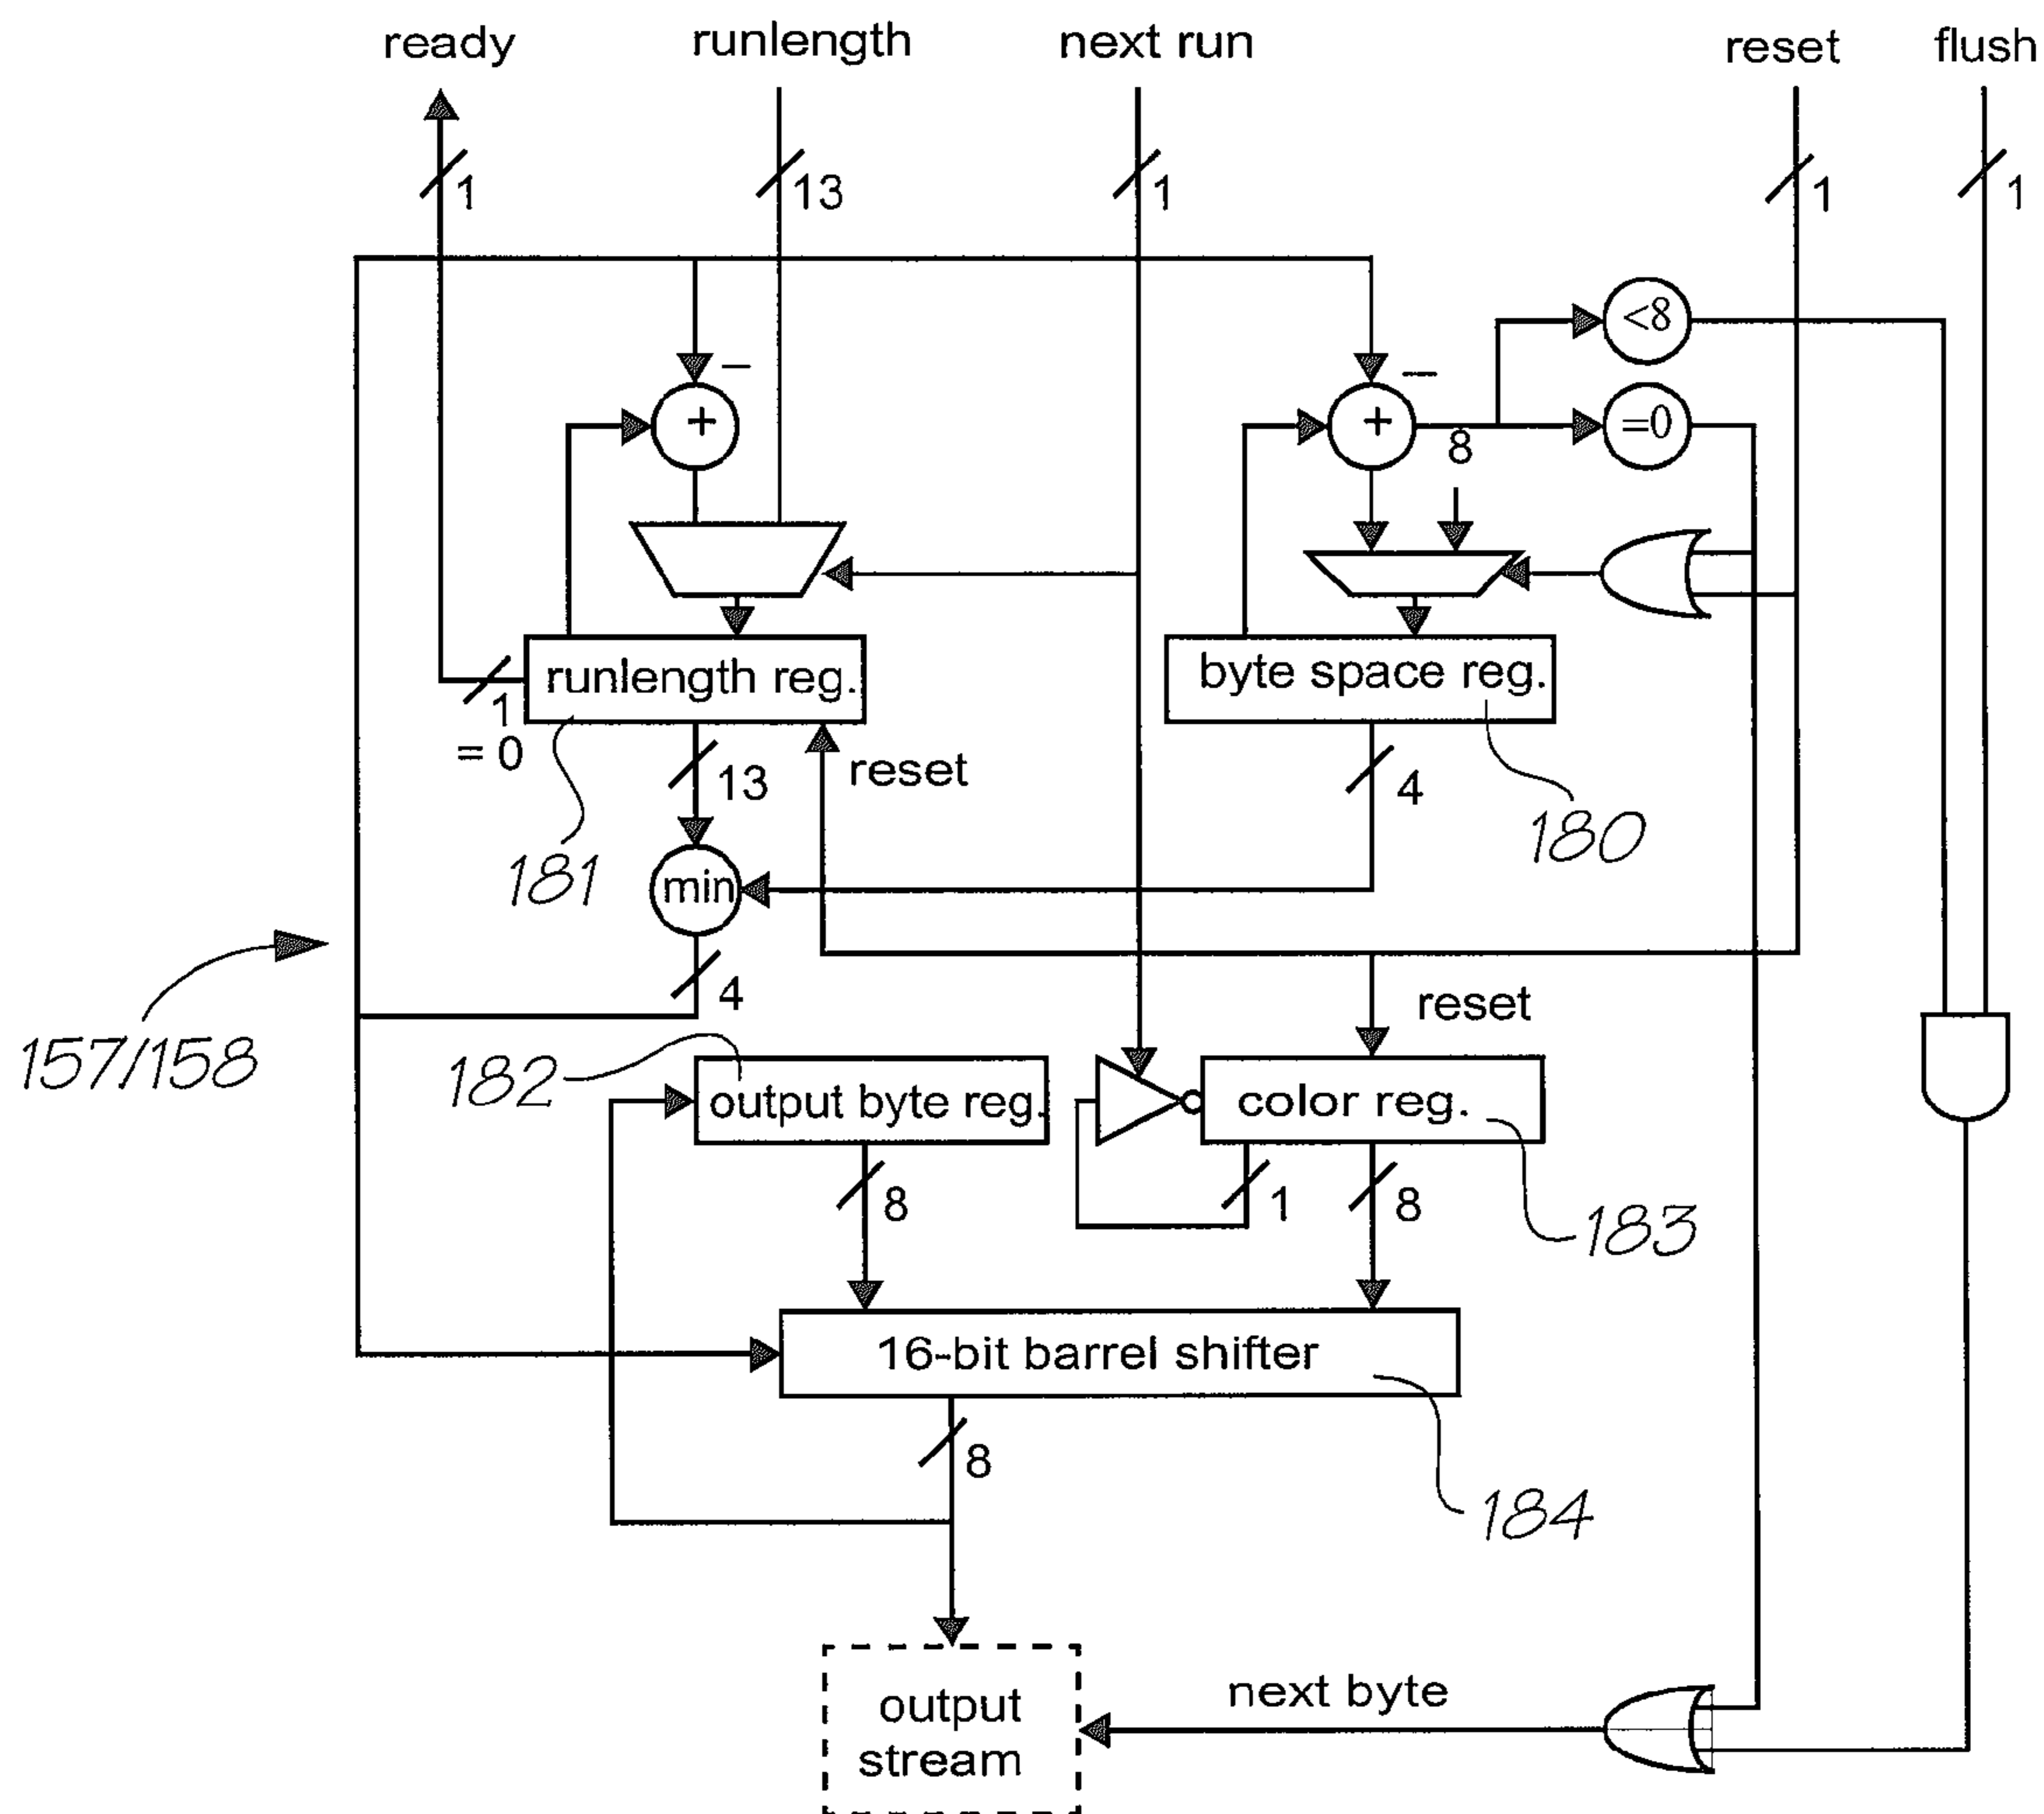 ready
runlength
next run
reset
flush
1
13
1
1
1
<8
–
–
+
+
8
=0
runlength reg.
byte space reg.
1
= 0
13
reset
4
180
181
min
4
reset
157/158
182
output byte reg.
color reg.
8
1
8
183
16-bit barrel shifter
8
184
next byte
output
stream